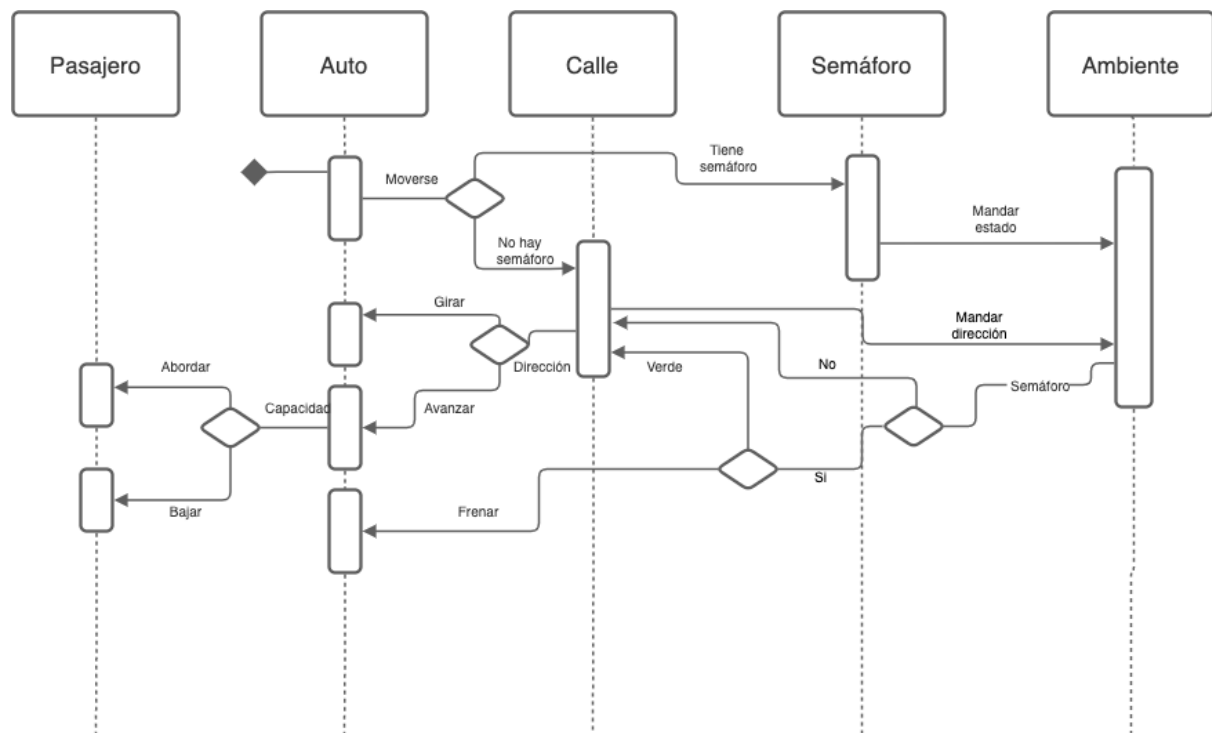 Pasajero
Auto
Calle
Semáforo
Ambiente
Tiene
semáforo
Moverse
Mandar
estado
No hay
semáforo
Girar
Mandar
dirección
Abordar
Dirección
Verde
No
Semáforo
Capacidad
Avanzar
Si
Bajar
Frenar